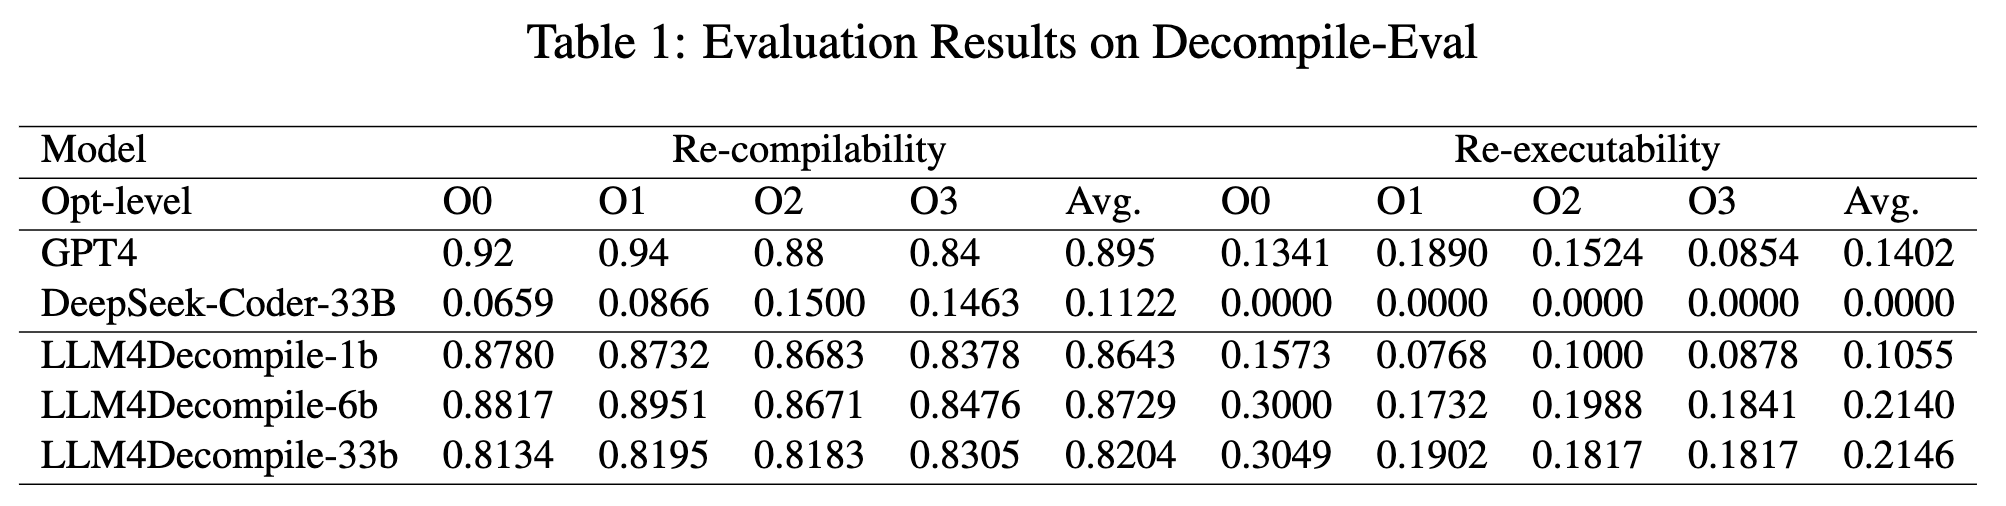 Table 1: Evaluation Results on Decompile-Eval
Model Re-compilability Re-executability
Opt-level O0 O1 O2 O3 Avg. O0 O1 O2 O3 Avg.
GPT4 0.92 0.94 0.88 0.84 0.895 0.1341 0.1890 0.1524 0.0854 0.1402
DeepSeek-Coder-33B 0.0659 0.0866 0.1500 0.1463 0.1122 0.0000 0.0000 0.0000 0.0000 0.0000
LLM4Decompile-1b 0.8780 0.8732 0.8683 0.8378 0.8643 0.1573 0.0768 0.1000 0.0878 0.1055
LLM4Decompile-6b 0.8817 0.8951 0.8671 0.8476 0.8729 0.3000 0.1732 0.1988 0.1841 0.2140
LLM4Decompile-33b 0.8134 0.8195 0.8183 0.8305 0.8204 0.3049 0.1902 0.1817 0.1817 0.2146